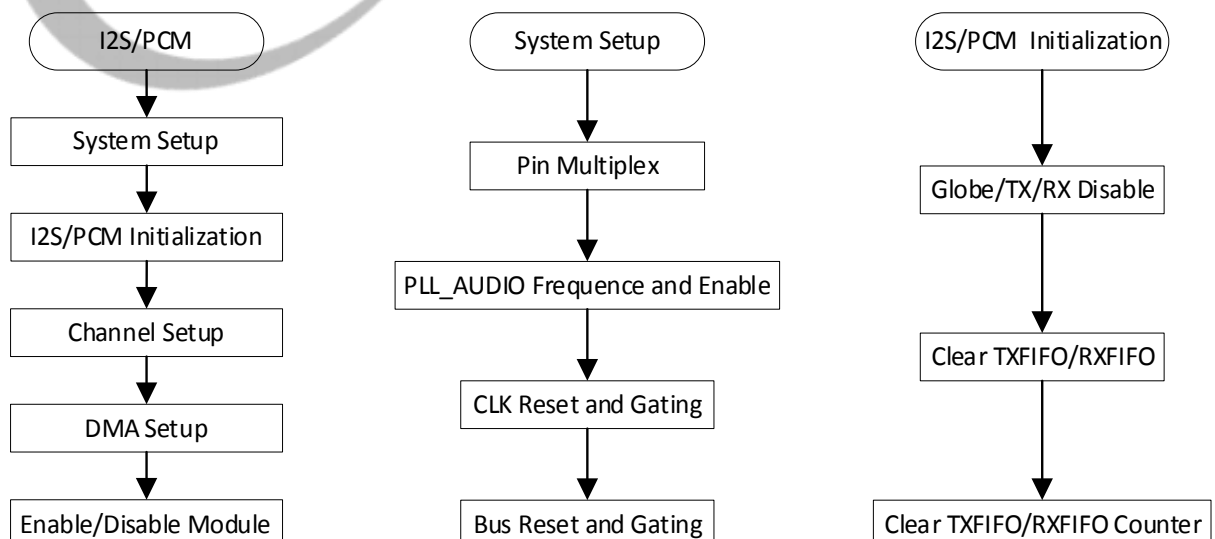 I2S/PCM
System Setup
I2S/PCM Initialization
Channel Setup
DMA Setup
Enable/Disable Module
System Setup
Pin Multiplex
PLL_AUDIO Frequence and Enable
CLK Reset and Gating
Bus Reset and Gating
I2S/PCM Initialization
Globe/TX/RX Disable
Clear TXFIFO/RXFIFO
Clear TXFIFO/RXFIFO Counter